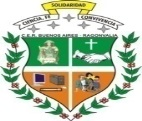 SOLIDARIDAD
CIENCIA, FE CONVIVENCIA
C.E.R. BUENOS AIRES - RAGONVALIA